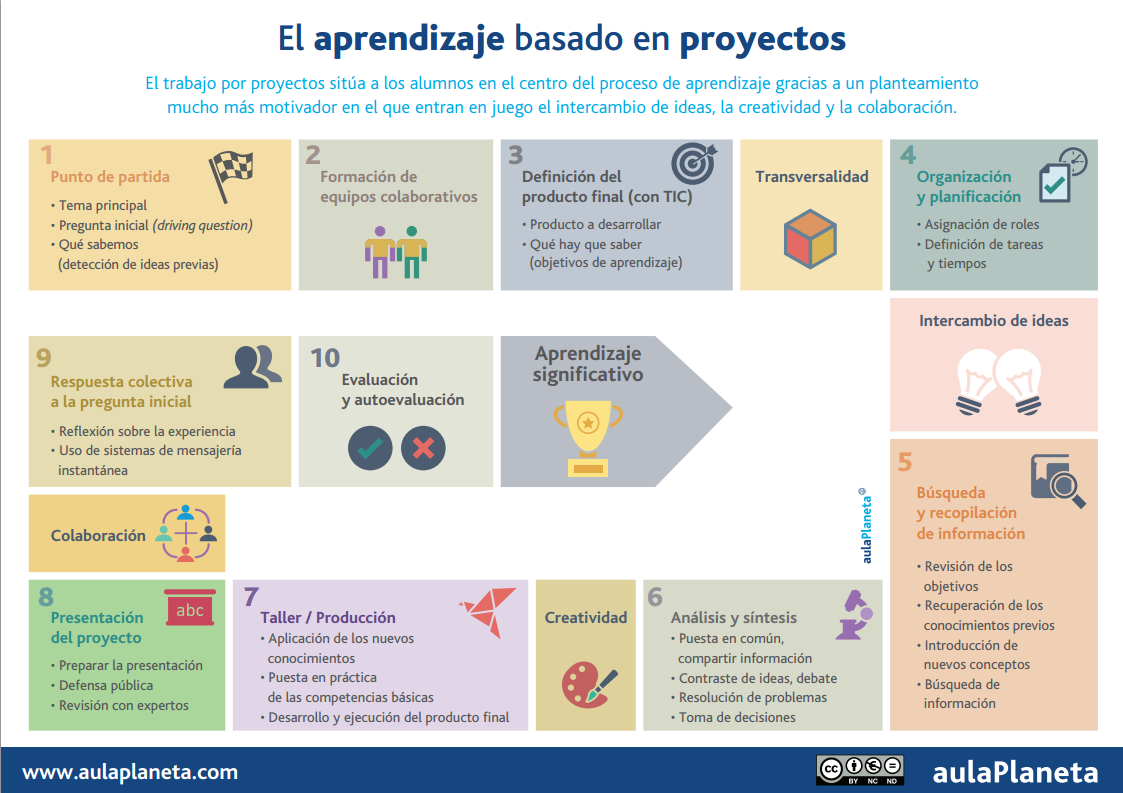 El aprendizaje basado en proyectos
El trabajo por proyectos sitúa a los alumnos en el centro del proceso de aprendizaje gracias a un planteamiento
mucho más motivador en el que entran en juego el intercambio de ideas, la creatividad y la colaboración.
1
Punto de partida
• Tema principal
• Pregunta inicial (driving question)
• Qué sabemos
(detección de ideas previas)
2
Formación de
equipos colaborativos
3
Definición del
producto final (con TIC)
• Producto a desarrollar
• Qué hay que saber
(objetivos de aprendizaje)
Transversalidad
4
Organización
y planificación
• Asignación de roles
• Definición de tareas
y tiempos
Intercambio de ideas
5
Búsqueda
y recopilación
de información
• Revisión de los
objetivos
• Recuperación de los
conocimientos previos
• Introducción de
nuevos conceptos
• Búsqueda de
información
6
Análisis y síntesis
• Puesta en común,
compartir información
• Contraste de ideas, debate
• Resolución de problemas
• Toma de decisiones
Creatividad
7
Taller / Producción
• Aplicación de los nuevos
conocimientos
• Puesta en práctica
de las competencias básicas
• Desarrollo y ejecución del producto final
8
abc
Presentación
del proyecto
• Preparar la presentación
• Defensa pública
• Revisión con expertos
Colaboración
9
Respuesta colectiva
a la pregunta inicial
• Reflexión sobre la experiencia
• Uso de sistemas de mensajería
instantánea
10
Evaluación
y autoevaluación
Aprendizaje
significativo
aulaPlaneta
www.aulaplaneta.com
cc BY NC ND
aulaPlaneta